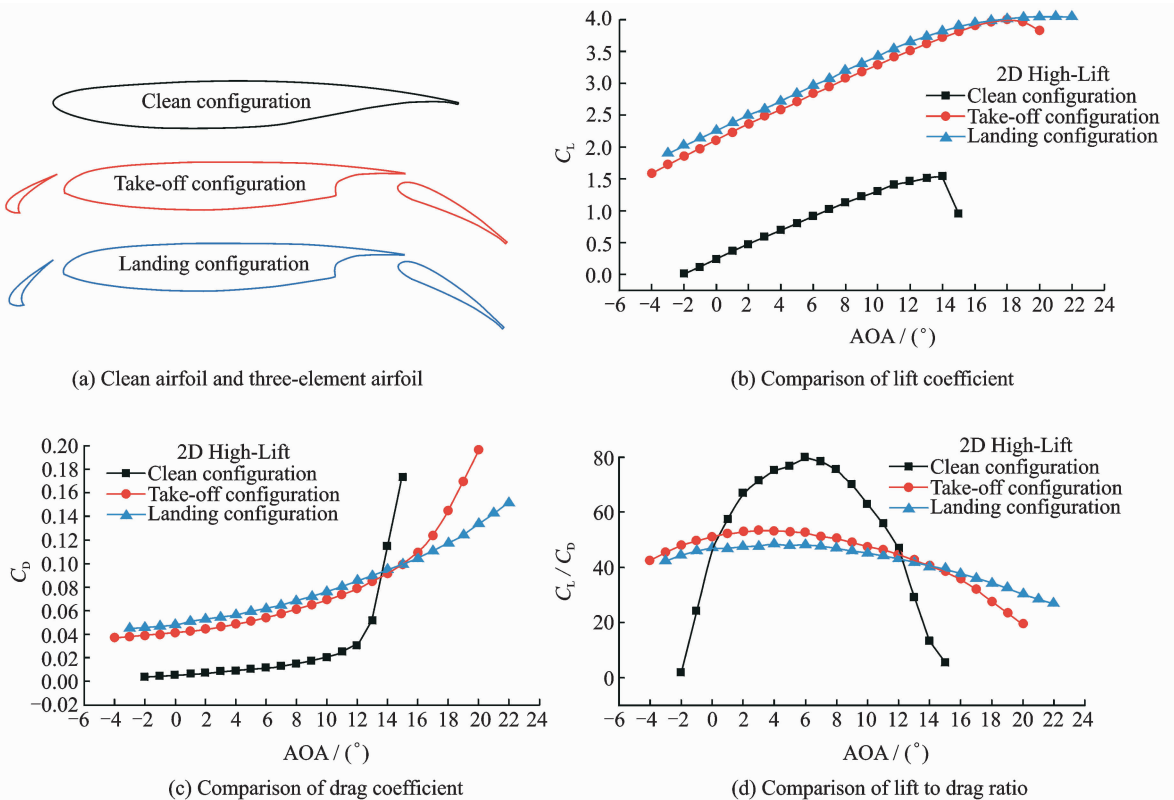 Clean configuration
Take-off configuration
Landing configuration
(a) Clean airfoil and three-element airfoil
4.0
3.5
3.0
2.5
2.0
1.5
1.0
0.5
0.0
C_L
2D High-Lift
Clean configuration
Take-off configuration
Landing configuration
−6 −4 −2 0 2 4 6 8 10 12 14 16 18 20 22 24
AOA / (°)
(b) Comparison of lift coefficient
0.20
0.18
0.16
0.14
0.12
0.10
0.08
0.06
0.04
0.02
0.00
−0.02
C_D
2D High-Lift
Clean configuration
Take-off configuration
Landing configuration
−6 −4 −2 0 2 4 6 8 10 12 14 16 18 20 22 24
AOA / (°)
(c) Comparison of drag coefficient
80
60
40
20
0
C_L / C_D
2D High-Lift
Clean configuration
Take-off configuration
Landing configuration
−6 −4 −2 0 2 4 6 8 10 12 14 16 18 20 22 24
AOA / (°)
(d) Comparison of lift to drag ratio